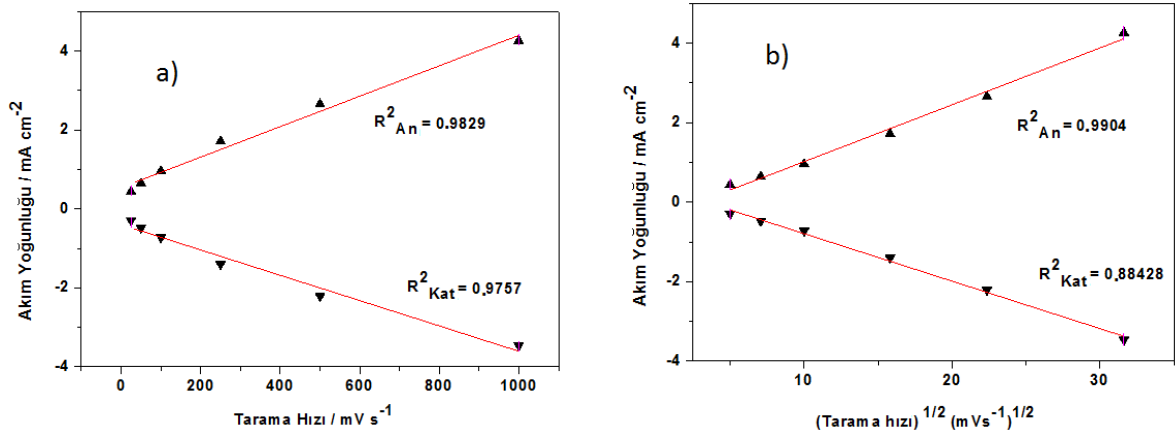 a)
4
2
0
-2
-4
Akım Yoğunluğu / mA cm-2
R2An = 0.9829
R2Kat = 0.9757
0 200 400 600 800 1000
Tarama Hızı / mV s-1
b)
4
2
0
-2
-4
Akım Yoğunluğu / mA cm-2
R2An = 0.9904
R2Kat = 0.88428
10 20 30
(Tarama hızı) 1/2 (mVs-1)1/2